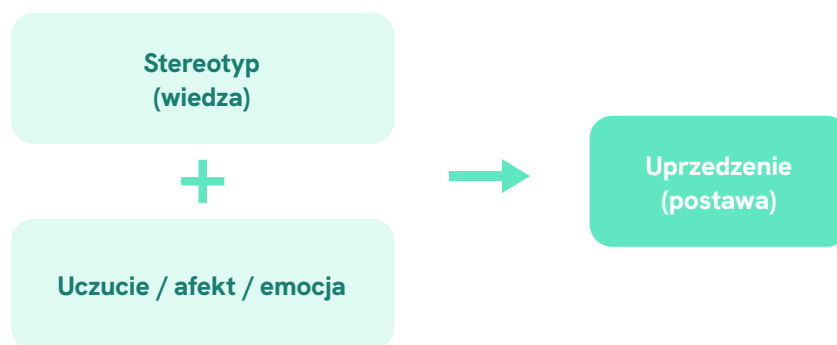 Stereotyp
(wiedza)
+
Uczucie / afekt / emocja
Uprzedzenie
(postawa)